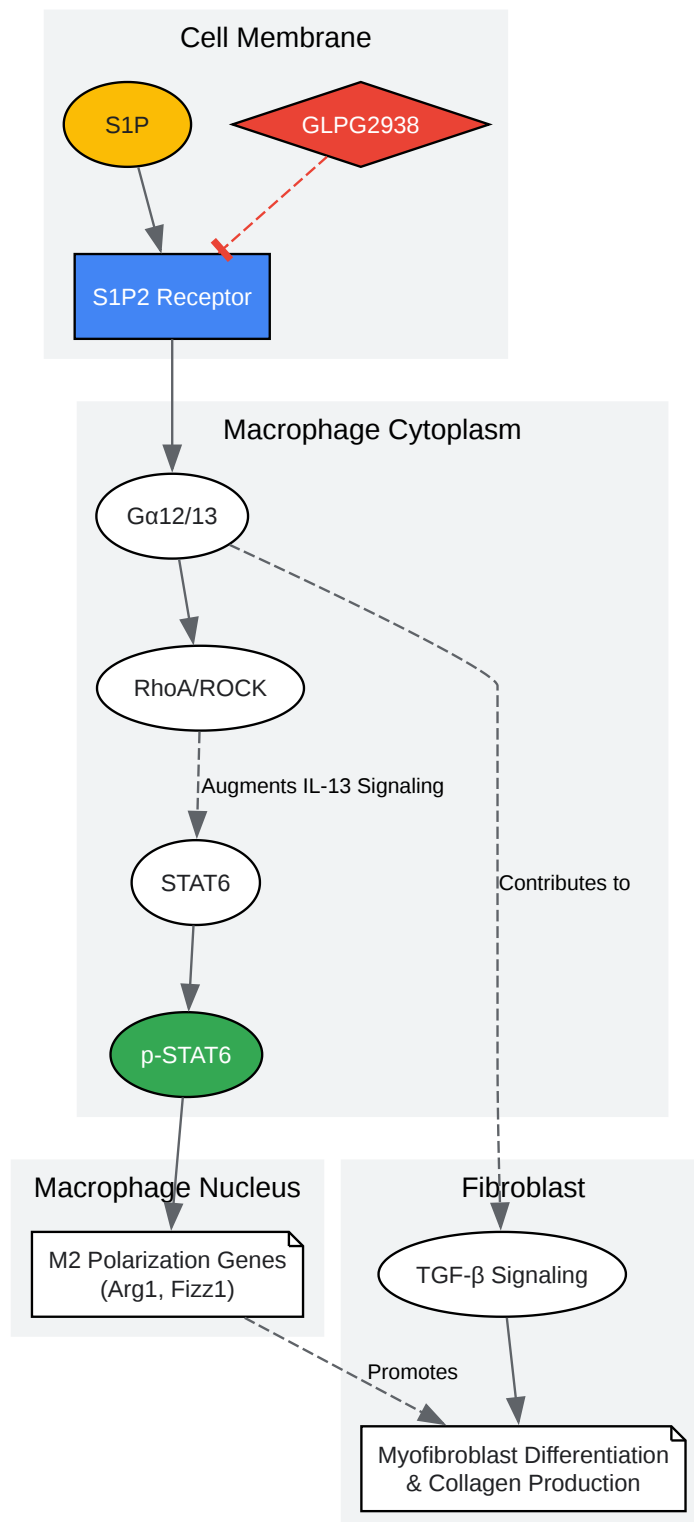 Cell Membrane
S1P
GLPG2938
S1P2 Receptor
Macrophage Cytoplasm
Gα12/13
RhoA/ROCK
Augments IL-13 Signaling
STAT6
Contributes to
p-STAT6
Macrophage Nucleus
Fibroblast
M2 Polarization Genes
(Arg1, Fizz1)
TGF-β Signaling
Promotes
Myofibroblast Differentiation
& Collagen Production